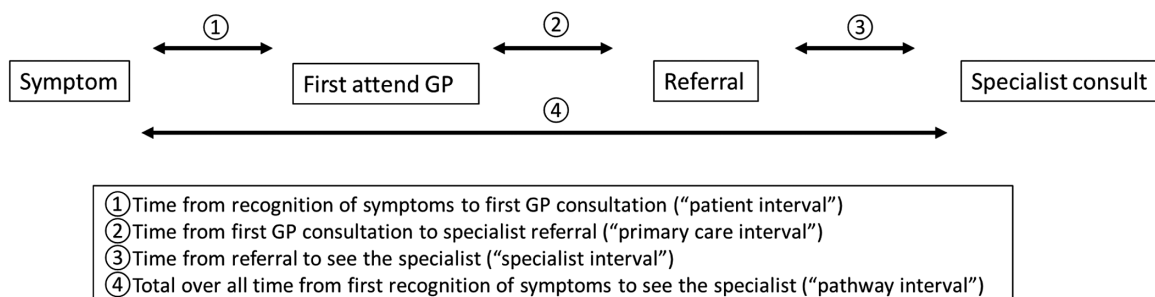 ① ② ③
Symptom First attend GP Referral Specialist consult
④
①Time from recognition of symptoms to first GP consultation (“patient interval”)
②Time from first GP consultation to specialist referral (“primary care interval”)
③Time from referral to see the specialist (“specialist interval”)
④Total over all time from first recognition of symptoms to see the specialist (“pathway interval”)